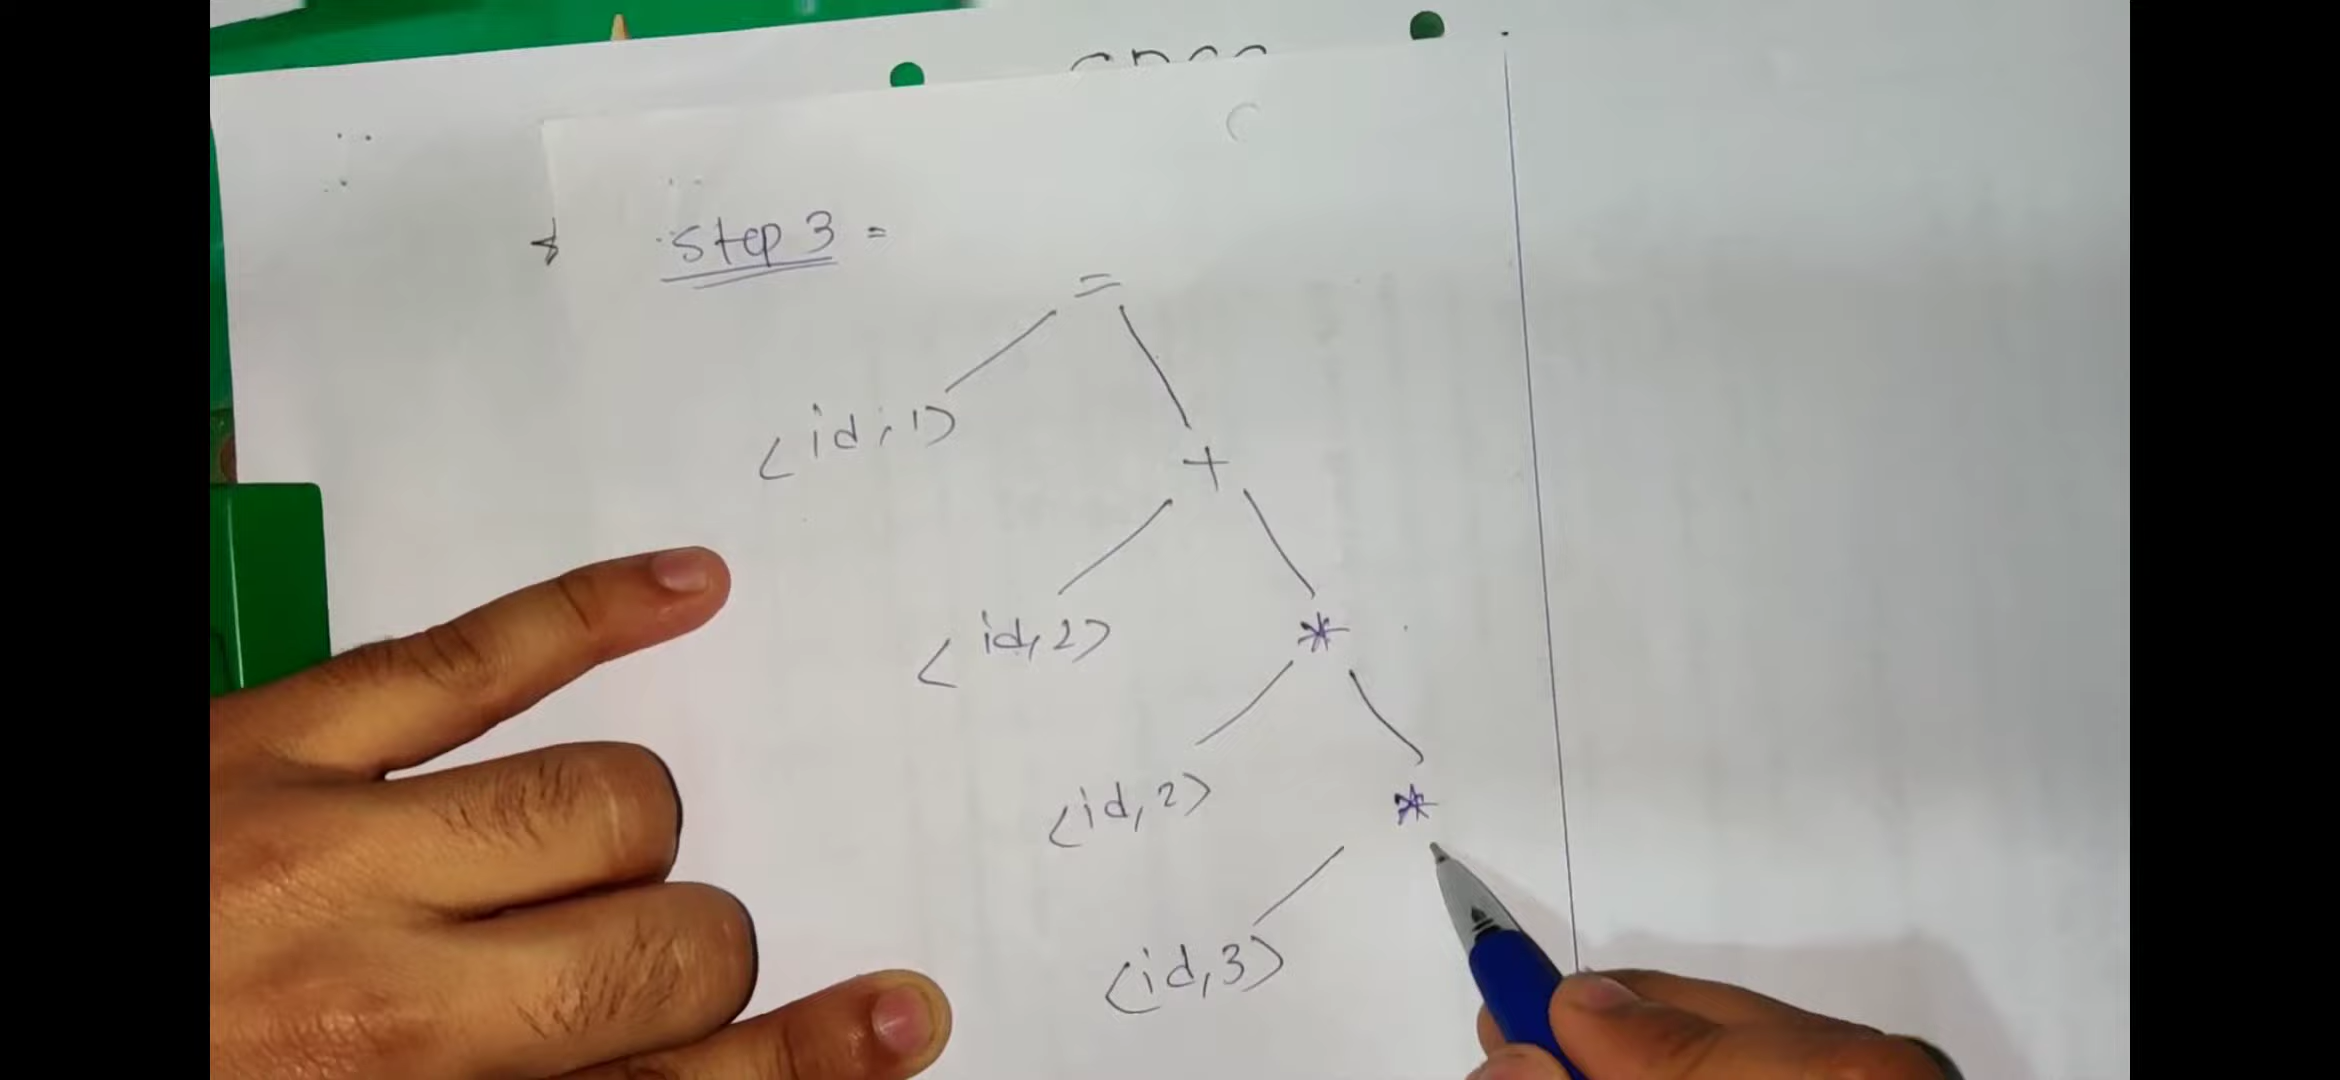 * Step 3 =
=
<id,1>
+
<id,2>
*
<id,2>
*
<id,3>